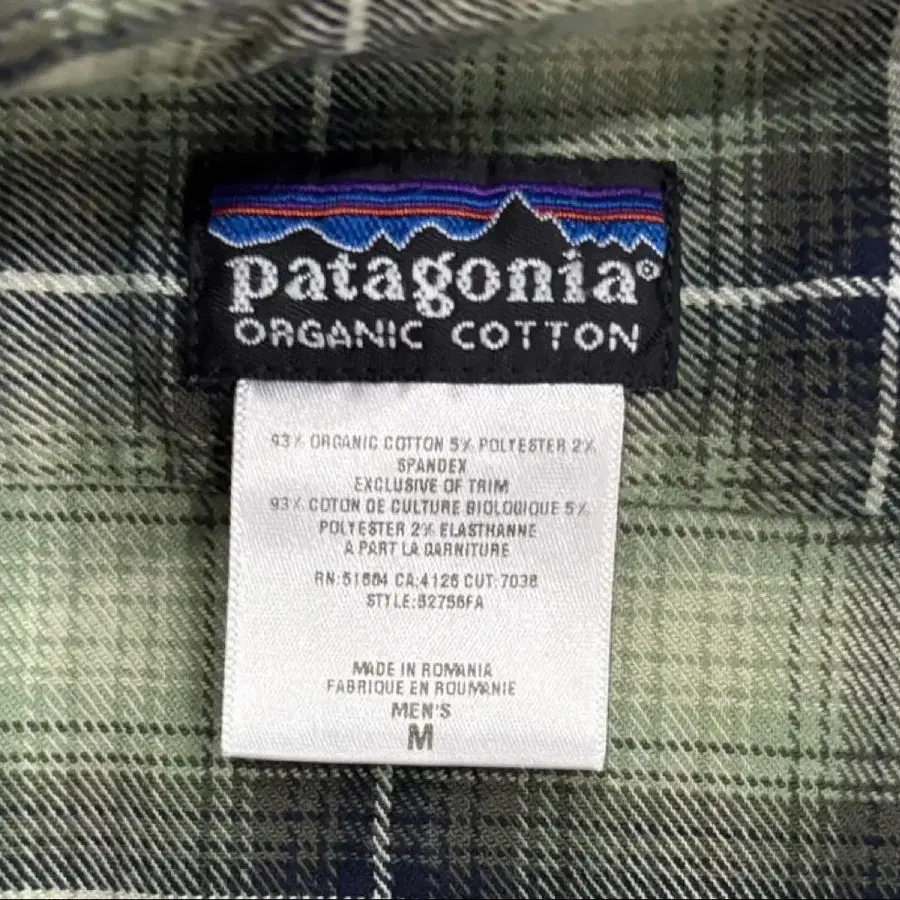 patagonia®
ORGANIC COTTON
93% ORGANIC COTTON 5% POLYESTER 2%
SPANDEX
EXCLUSIVE OF TRIM
93% COTON DE CULTURE BIOLOGIQUE 5%
POLYESTER 2% ELASTHANNE
A PART LA GARNITURE
RN:51884 CA:4126 CUT:7038
STYLE:52756FA
MADE IN ROMANIA
FABRIQUE EN ROUMANIE
MEN'S
M